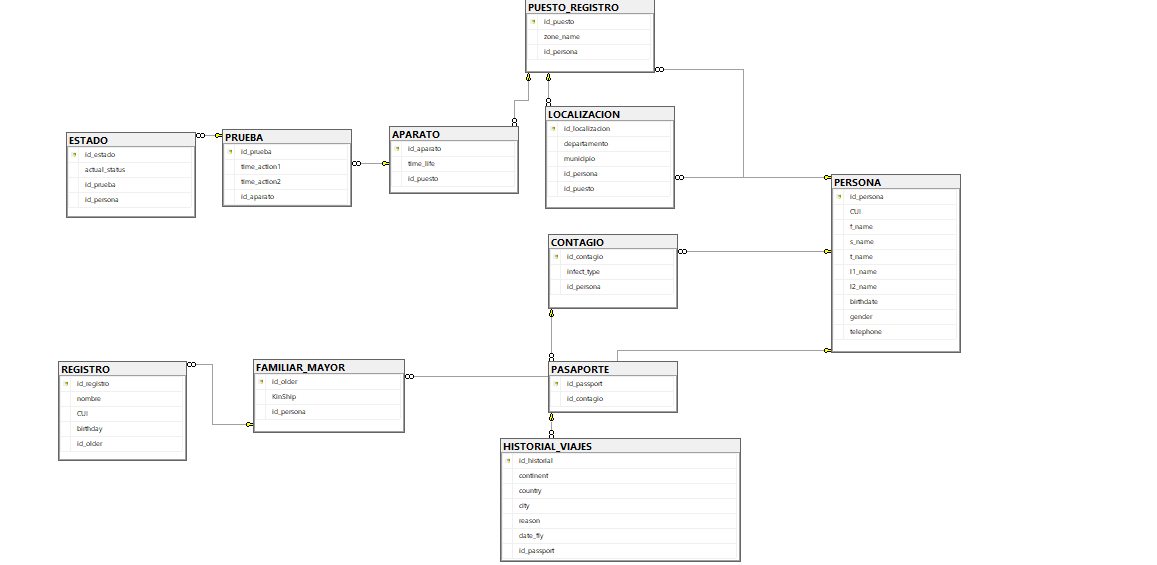 PUESTO_REGISTRO
id_puesto
zone_name
id_persona
ESTADO
id_estado
actual_status
id_prueba
id_persona
PRUEBA
id_prueba
time_action1
time_action2
id_aparato
APARATO
id_aparato
time_life
id_puesto
LOCALIZACION
id_localizacion
departamento
municipio
id_persona
id_puesto
PERSONA
id_persona
CUI
f_name
s_name
t_name
l1_name
l2_name
birthdate
gender
telephone
CONTAGIO
id_contagio
infect_type
id_persona
REGISTRO
id_registro
nombre
CUI
birthday
id_older
FAMILIAR_MAYOR
id_older
KinShip
id_persona
PASAPORTE
id_passport
id_contagio
HISTORIAL_VIAJES
id_historial
continent
country
city
reason
date_fly
id_passport